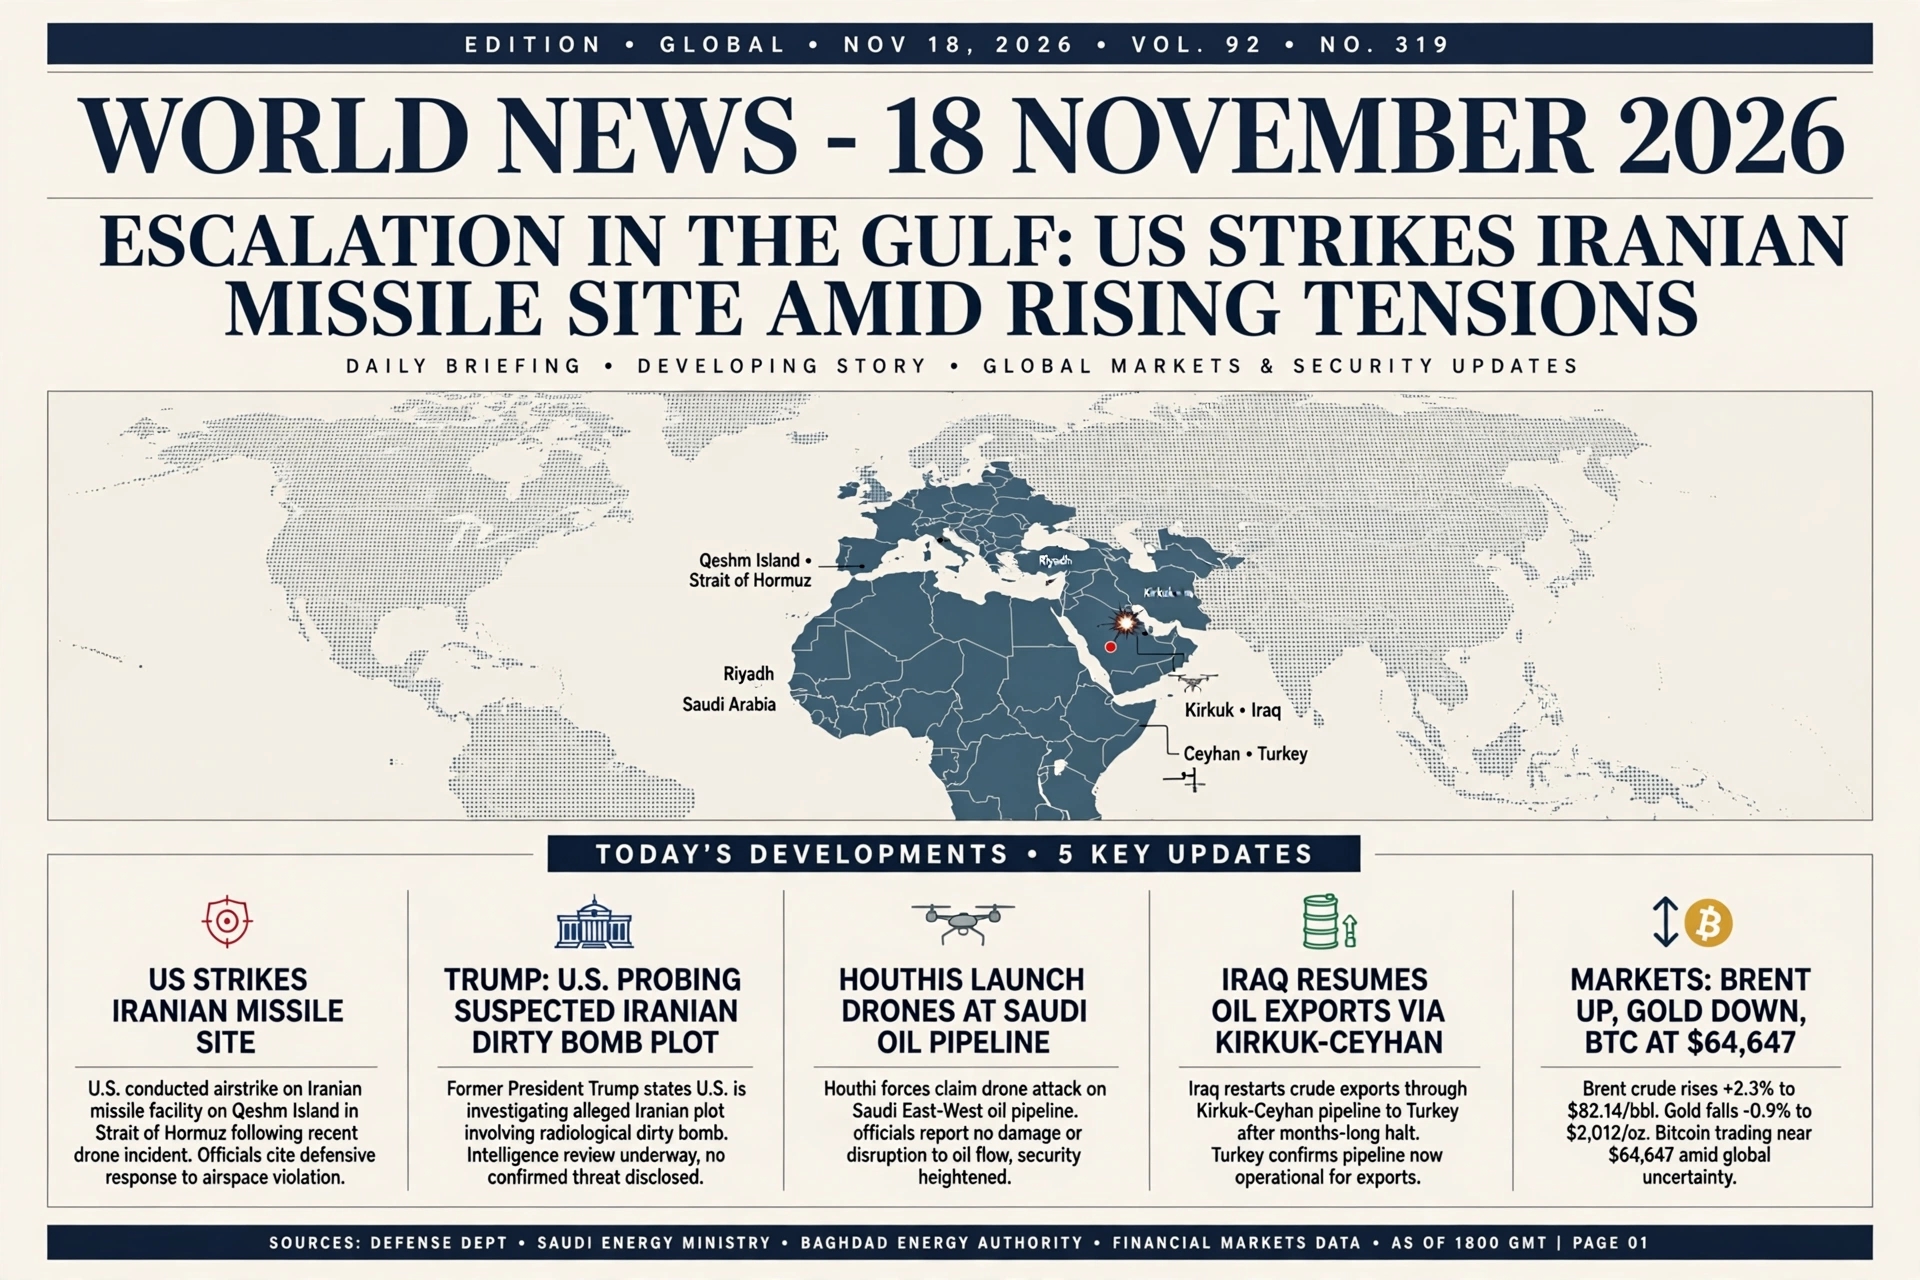 EDITION • GLOBAL • NOV 18, 2026 • VOL. 92 • NO. 319
WORLD NEWS - 18 NOVEMBER 2026
ESCALATION IN THE GULF: US STRIKES IRANIAN
MISSILE SITE AMID RISING TENSIONS
DAILY BRIEFING • DEVELOPING STORY • GLOBAL MARKETS & SECURITY UPDATES
Qeshm Island •
Strait of Hormuz
Riyadh
Kirkuk
Riyadh
Saudi Arabia
Kirkuk • Iraq
Ceyhan • Turkey
TODAY'S DEVELOPMENTS • 5 KEY UPDATES
US STRIKES
IRANIAN MISSILE
SITE
U.S. conducted airstrike on Iranian
missile facility on Qeshm Island in
Strait of Hormuz following recent
drone incident. Officials cite defensive
response to airspace violation.
TRUMP: U.S. PROBING
SUSPECTED IRANIAN
DIRTY BOMB PLOT
Former President Trump states U.S. is
investigating alleged Iranian plot
involving radiological dirty bomb.
Intelligence review underway, no
confirmed threat disclosed.
HOUTHIS LAUNCH
DRONES AT SAUDI
OIL PIPELINE
Houthi forces claim drone attack on
Saudi East-West oil pipeline.
officials report no damage or
disruption to oil flow, security
heightened.
IRAQ RESUMES
OIL EXPORTS VIA
KIRKUK-CEYHAN
Iraq restarts crude exports through
Kirkuk-Ceyhan pipeline to Turkey
after months-long halt.
Turkey confirms pipeline now
operational for exports.
MARKETS: BRENT
UP, GOLD DOWN,
BTC AT $64,647
Brent crude rises +2.3% to
$82.14/bbl. Gold falls -0.9% to
$2,012/oz. Bitcoin trading near
$64,647 amid global
uncertainty.
SOURCES: DEFENSE DEPT • SAUDI ENERGY MINISTRY • BAGHDAD ENERGY AUTHORITY • FINANCIAL MARKETS DATA • AS OF 1800 GMT | PAGE 01